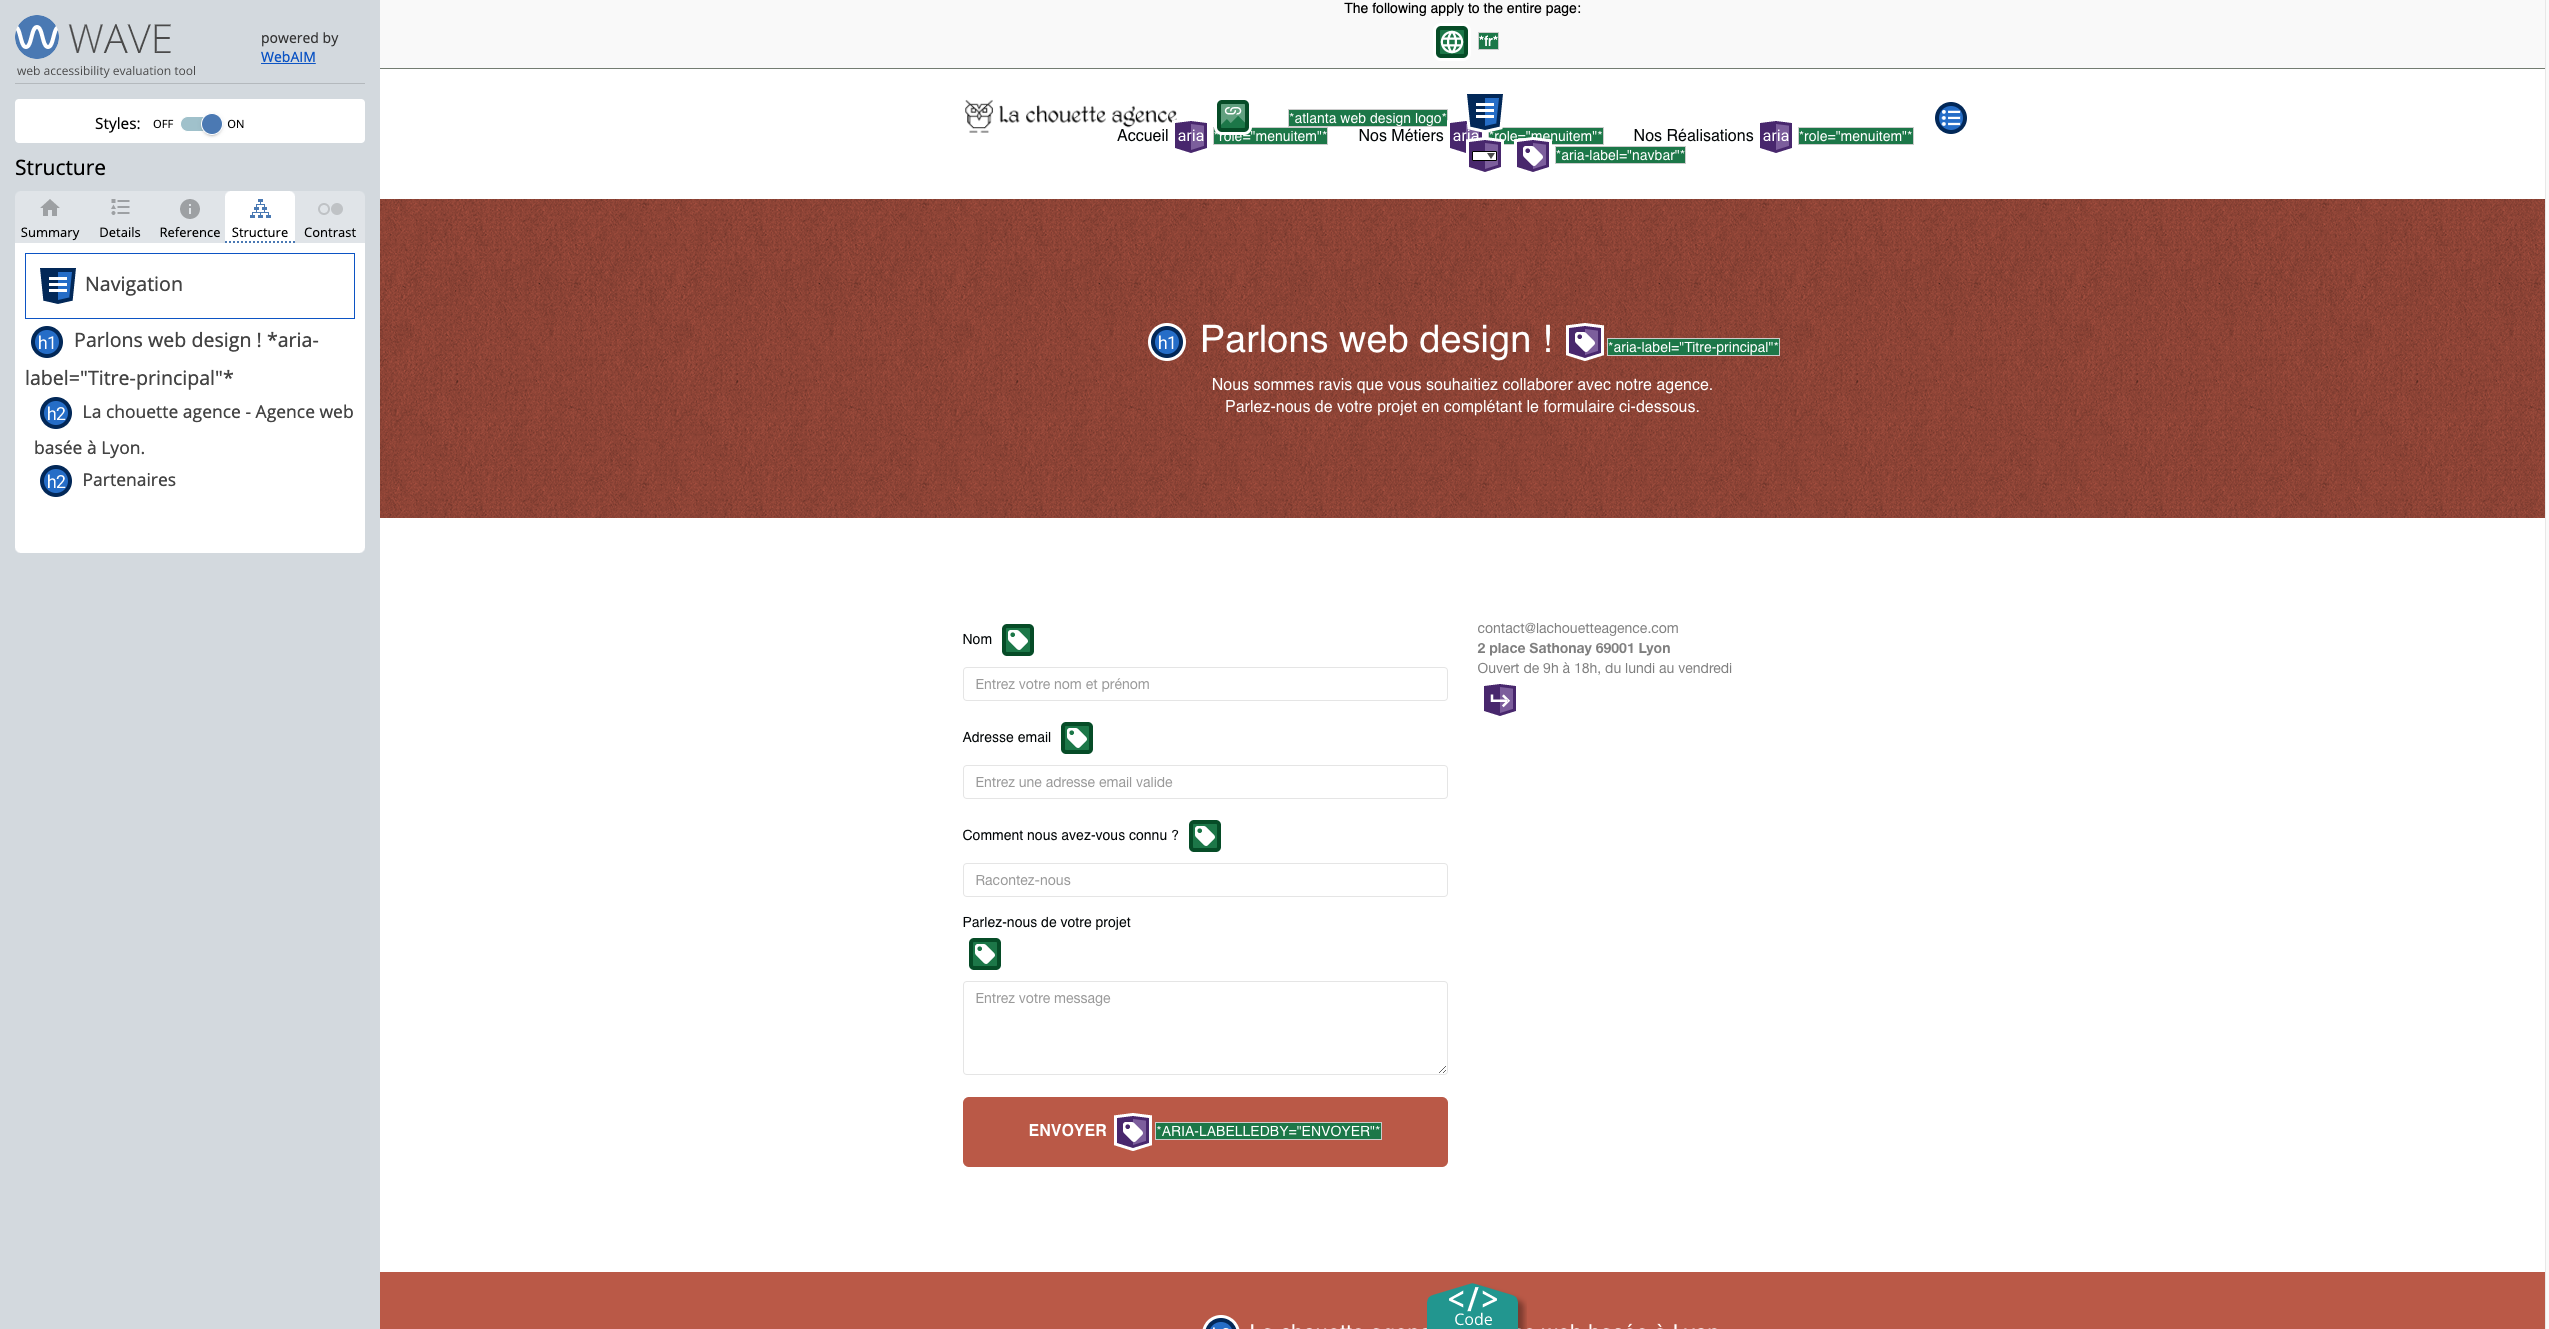 WAVE
web accessibility evaluation tool
powered by
WebAIM
Styles: OFF ON
Structure
Summary Details Reference Structure Contrast
Navigation
h1 Parlons web design ! *aria-
label="Titre-principal"*
h2 La chouette agence - Agence web
basée à Lyon.
h2 Partenaires
The following apply to the entire page:
*fr*
La chouette agence
*atlanta web design logo*
Accueil aria *role="menuitem"* Nos Métiers aria *role="menuitem"* Nos Réalisations aria *role="menuitem"*
*aria-label="navbar"*
h1 Parlons web design ! *aria-label="Titre-principal"*
Nous sommes ravis que vous souhaitiez collaborer avec notre agence.
Parlez-nous de votre projet en complétant le formulaire ci-dessous.
Nom
Entrez votre nom et prénom
Adresse email
Entrez une adresse email valide
Comment nous avez-vous connu ?
Racontez-nous
Parlez-nous de votre projet
Entrez votre message
ENVOYER *ARIA-LABELLEDBY="ENVOYER"*
contact@lachouetteagence.com
2 place Sathonay 69001 Lyon
Ouvert de 9h à 18h, du lundi au vendredi
</> Code